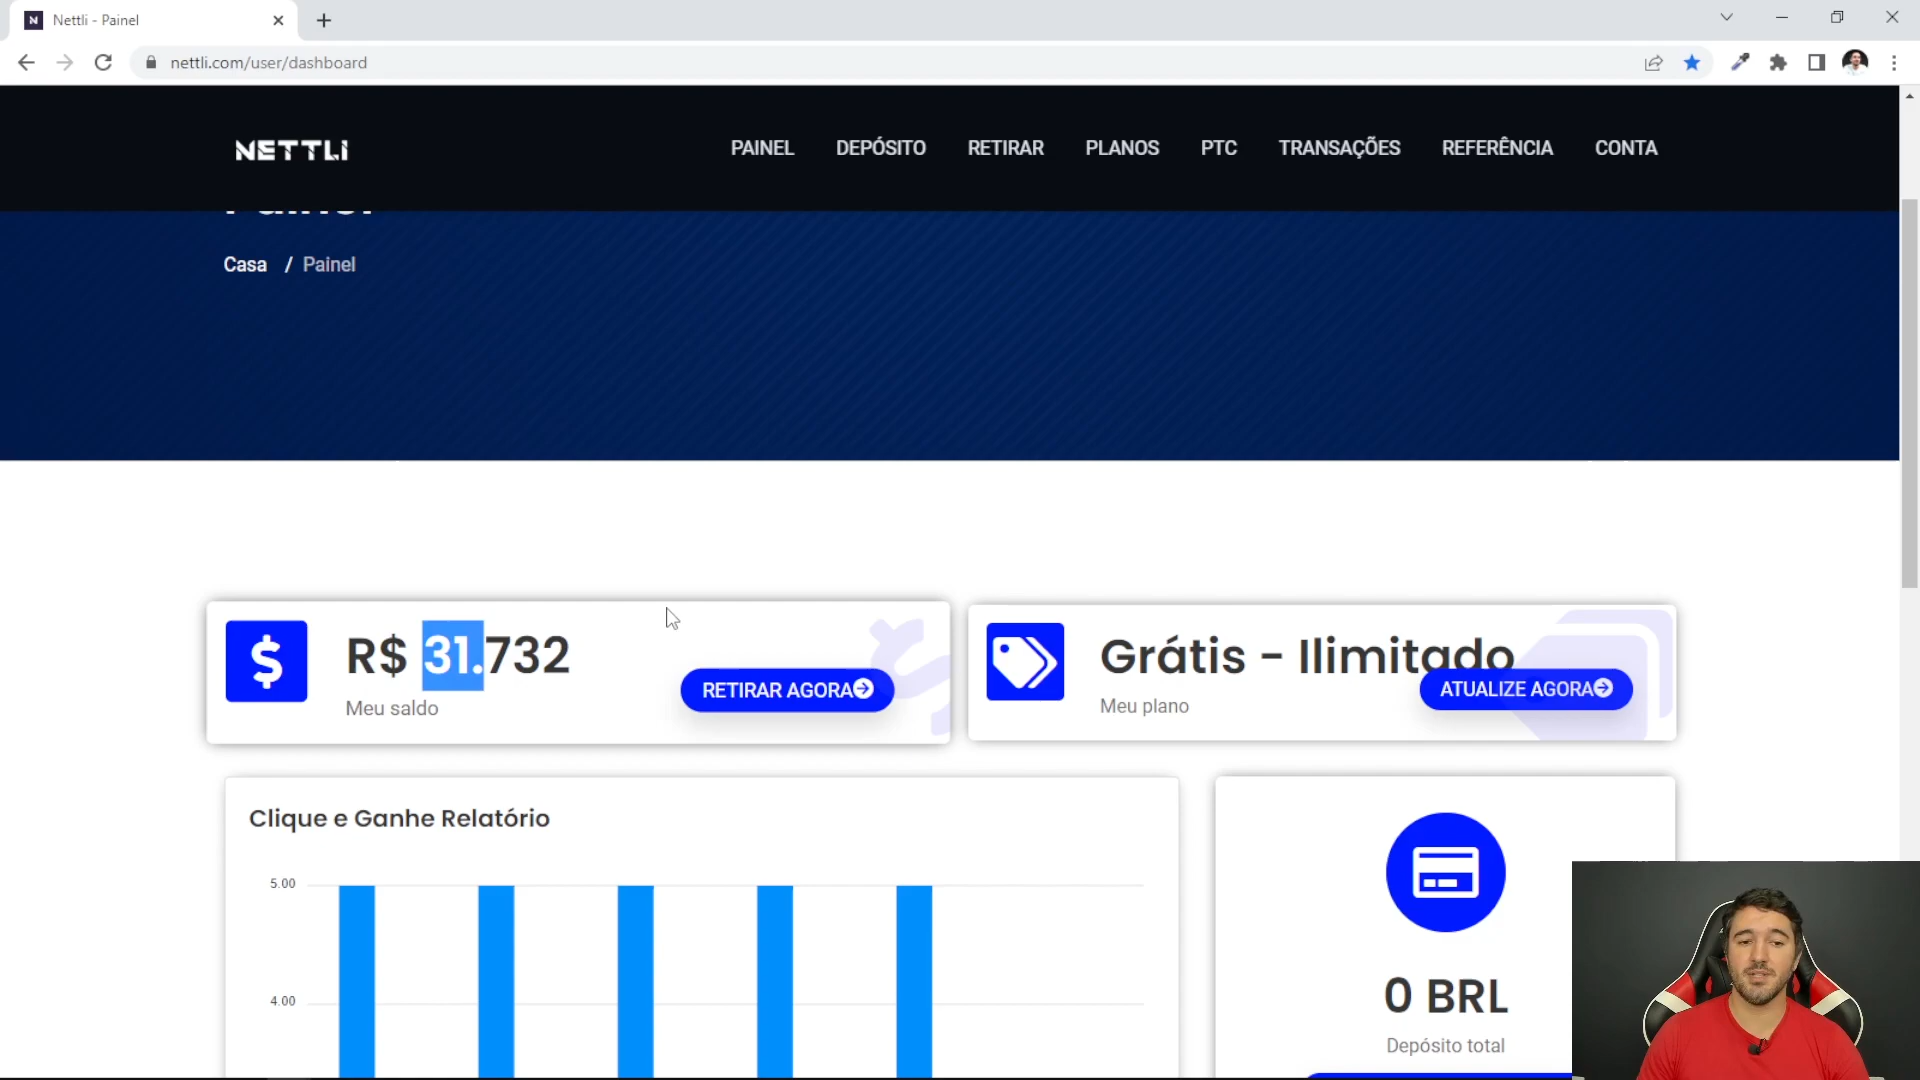 Nettli - Painel
nettli.com/user/dashboard
NETTLI
PAINEL DEPÓSITO RETIRAR PLANOS PTC TRANSAÇÕES REFERÊNCIA CONTA
Painel
Casa / Painel
R$ 31.732
Meu saldo
RETIRAR AGORA
Grátis - Ilimitado
Meu plano
ATUALIZE AGORA
Clique e Ganhe Relatório
5.00
4.00
0 BRL
Depósito total